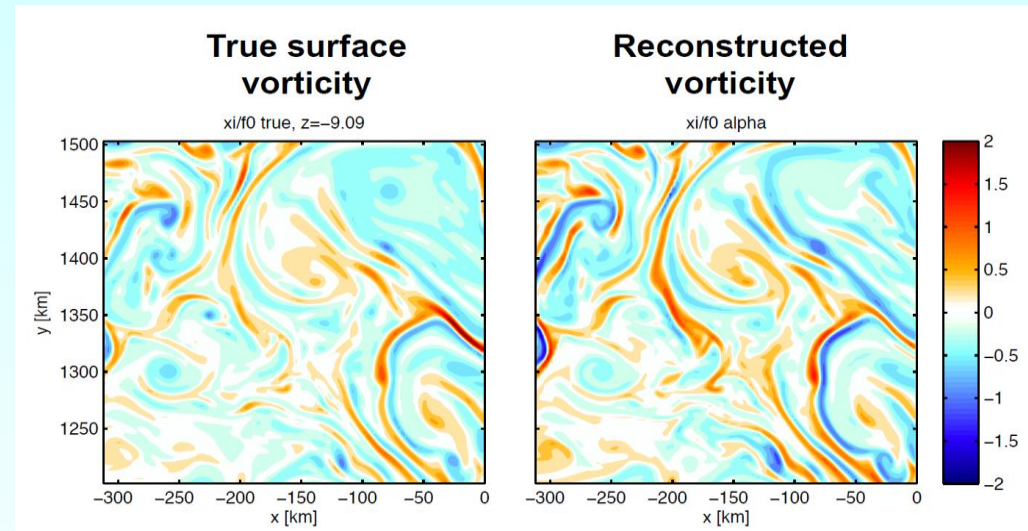 True surface
vorticity
Reconstructed
vorticity
xi/f0 true, z=−9.09
xi/f0 alpha
1500
1450
1400
1350
1300
1250
y [km]
−300 −250 −200 −150 −100 −50 0
x [km]
−300 −250 −200 −150 −100 −50 0
x [km]
2
1.5
1
0.5
0
−0.5
−1
−1.5
−2